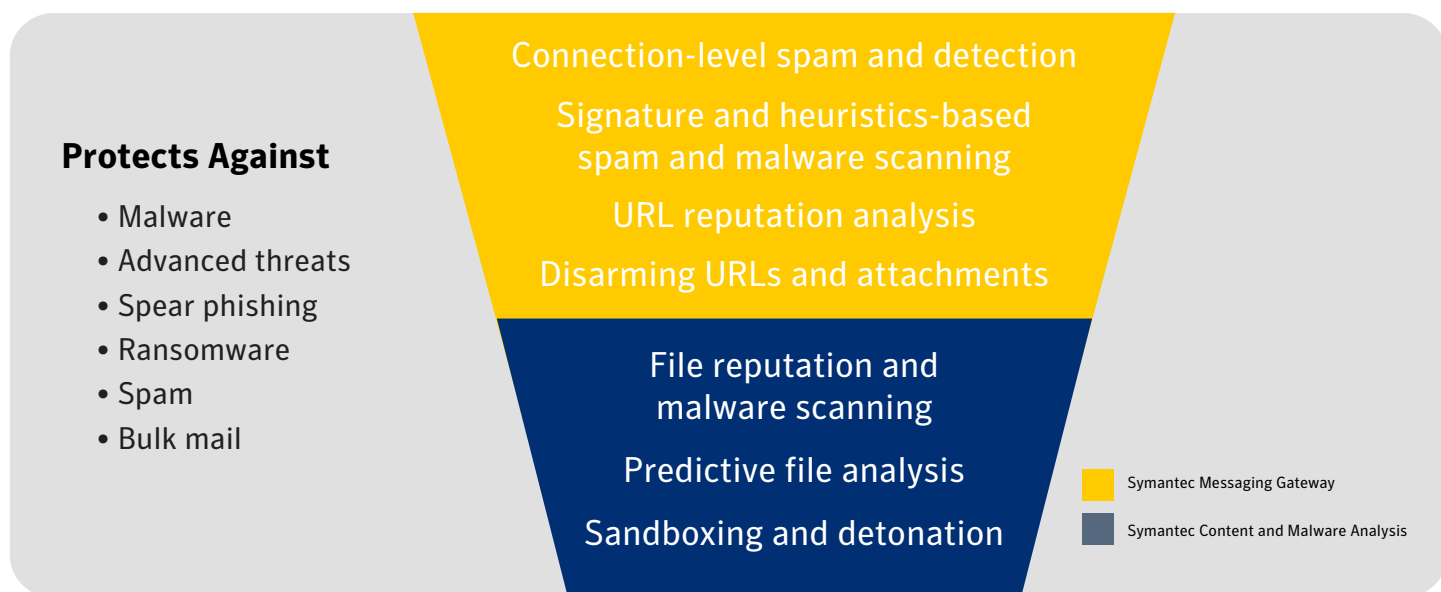 Protects Against
• Malware
• Advanced threats
• Spear phishing
• Ransomware
• Spam
• Bulk mail
Connection-level spam and detection
Signature and heuristics-based
spam and malware scanning
URL reputation analysis
Disarming URLs and attachments
File reputation and
malware scanning
Predictive file analysis
Sandboxing and detonation
Symantec Messaging Gateway
Symantec Content and Malware Analysis